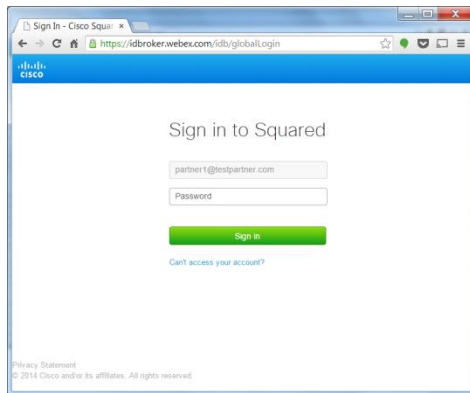 Sign In - Cisco Squar
https://idbroker.webex.com/idb/globalLogin
CISCO
Sign in to Squared
partner1@testpartner.com
Password
Sign in
Can't access your account?
Privacy Statement
© 2014 Cisco and/or its affiliates. All rights reserved.